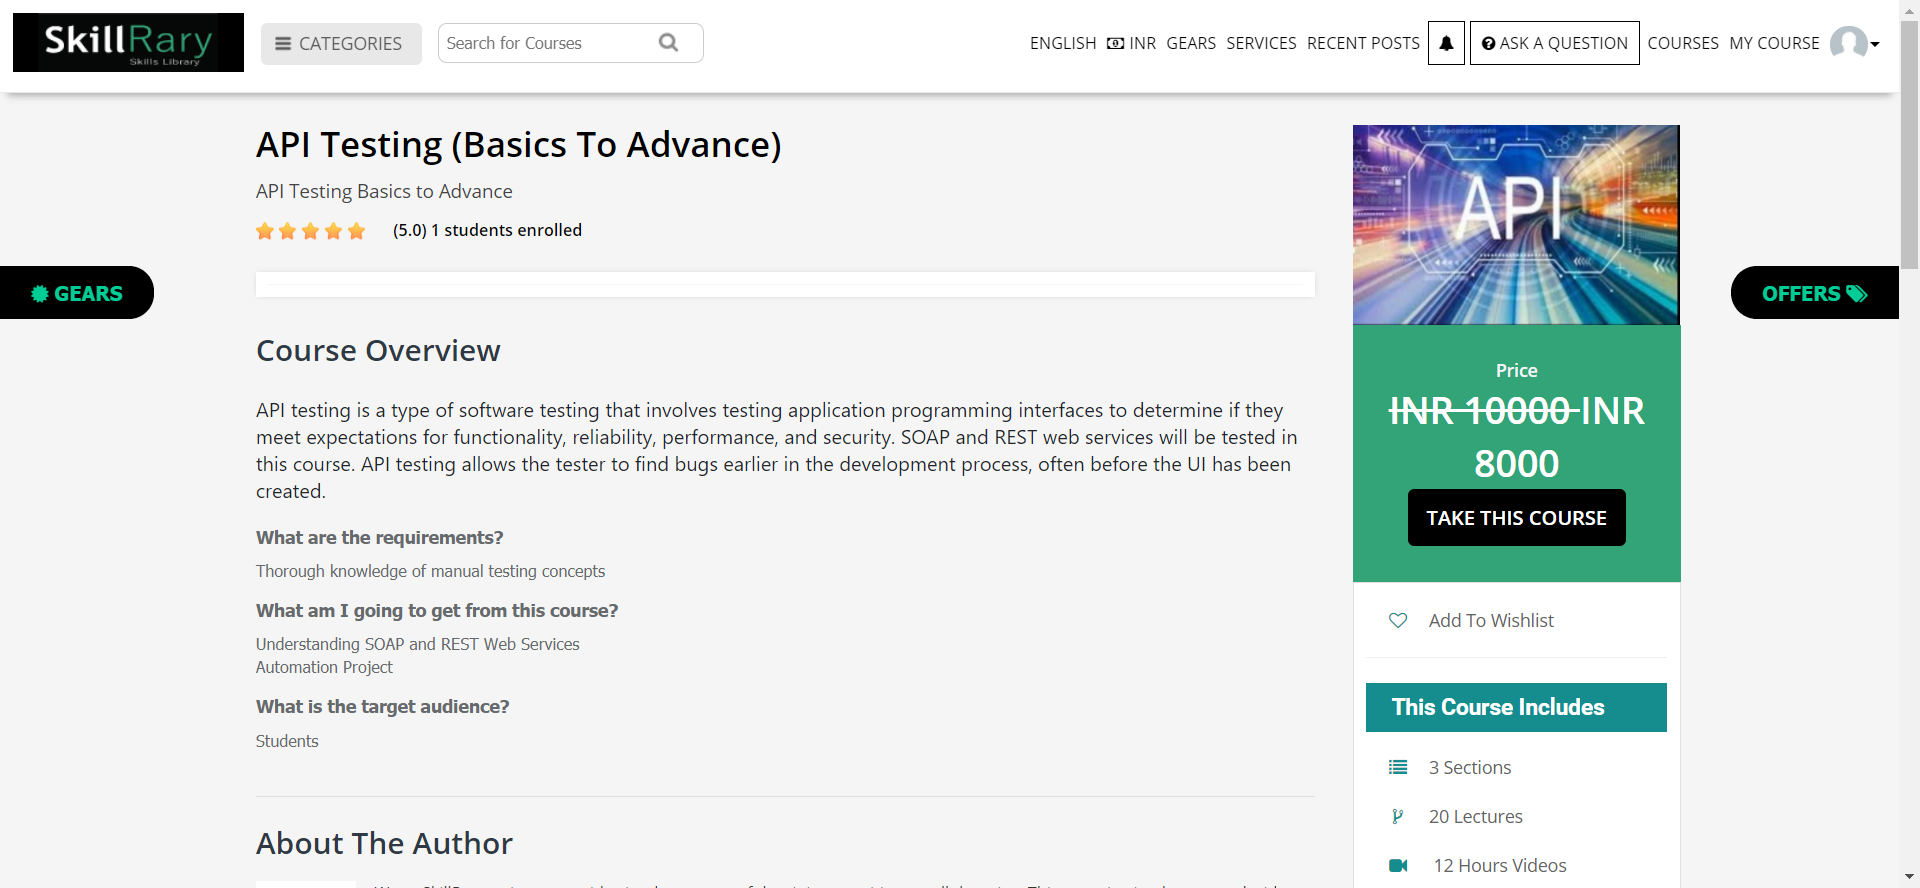 SkillRary
Skills Library
CATEGORIES
Search for Courses
ENGLISH INR GEARS SERVICES RECENT POSTS ASK A QUESTION COURSES MY COURSE
API Testing (Basics To Advance)
API Testing Basics to Advance
(5.0) 1 students enrolled
GEARS
Course Overview
API testing is a type of software testing that involves testing application programming interfaces to determine if they
meet expectations for functionality, reliability, performance, and security. SOAP and REST web services will be tested in
this course. API testing allows the tester to find bugs earlier in the development process, often before the UI has been
created.
What are the requirements?
Thorough knowledge of manual testing concepts
What am I going to get from this course?
Understanding SOAP and REST Web Services
Automation Project
What is the target audience?
Students
About The Author
API
OFFERS
Price
INR 10000 INR
8000
TAKE THIS COURSE
Add To Wishlist
This Course Includes
3 Sections
20 Lectures
12 Hours Videos